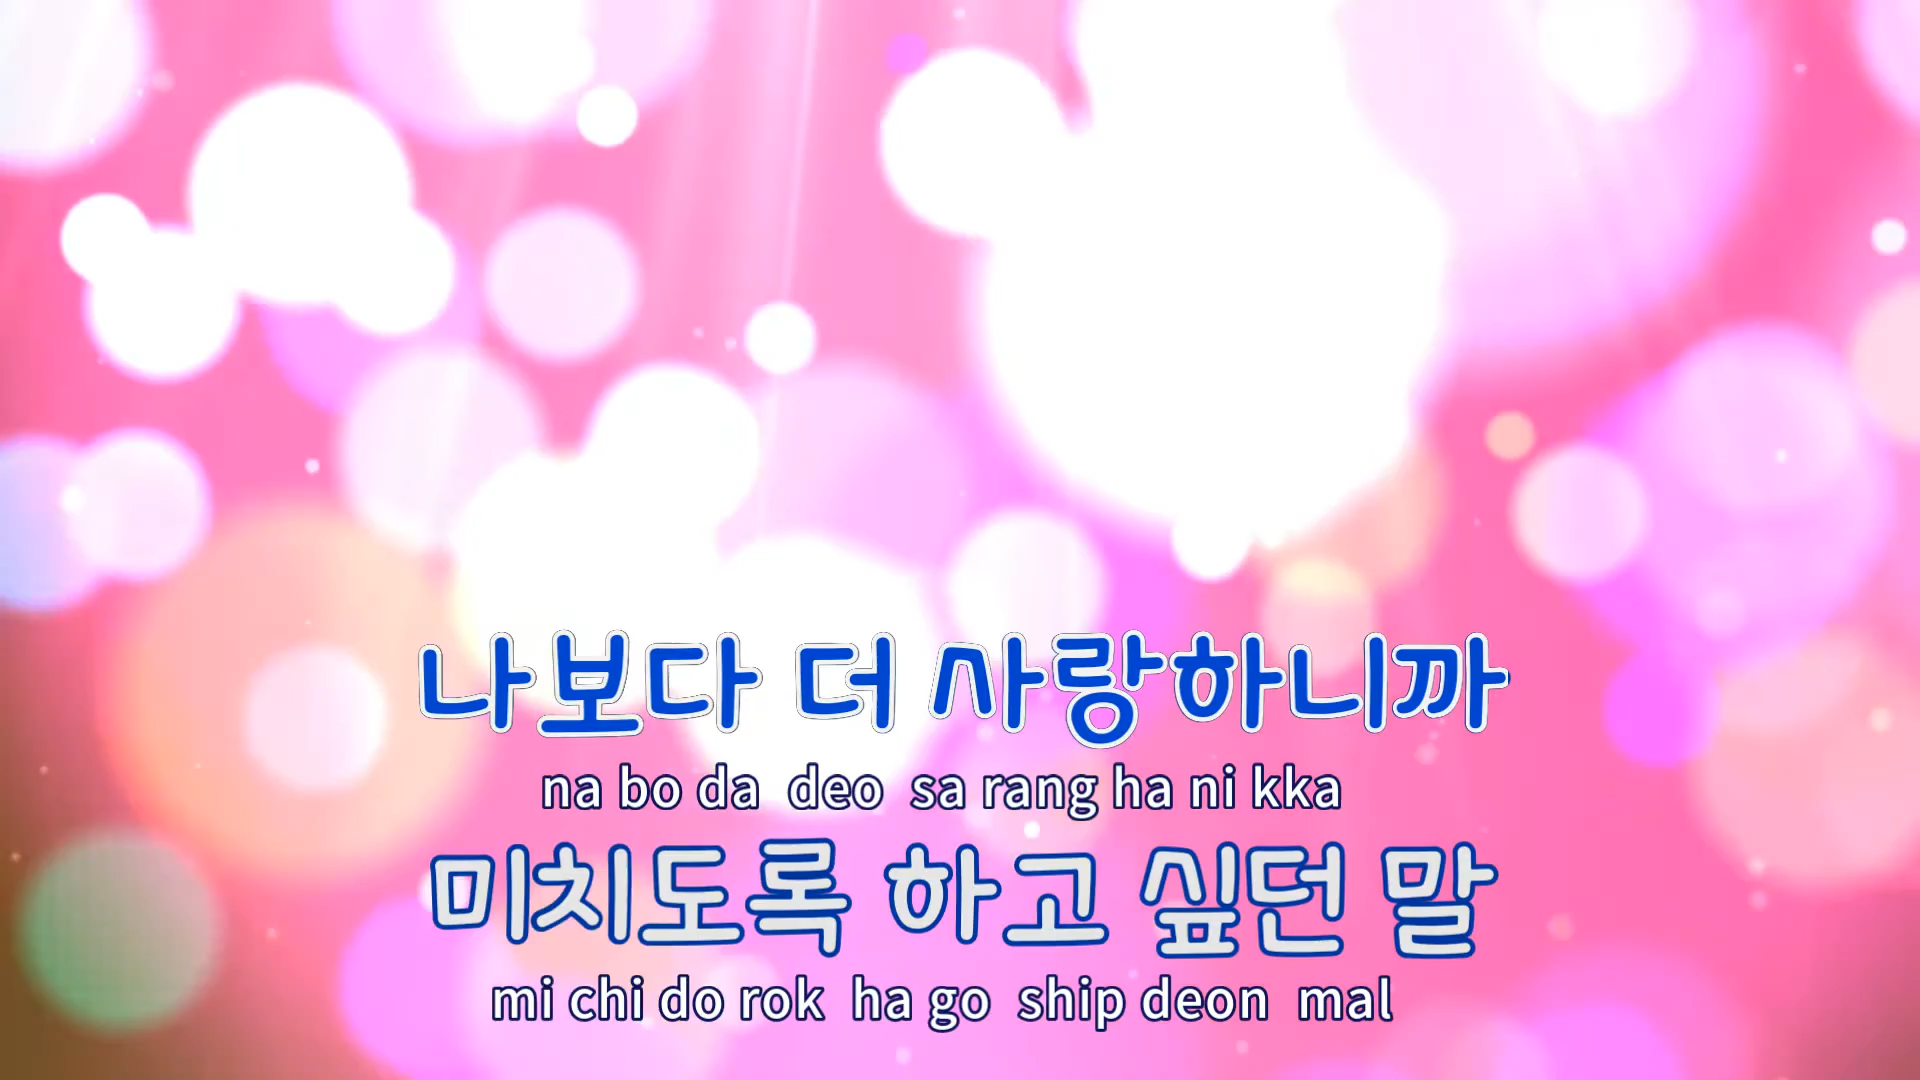 나보다 더 사랑하니까
na bo da deo sa rang ha ni kka
미치도록 하고 싶던 말
mi chi do rok ha go ship deon mal